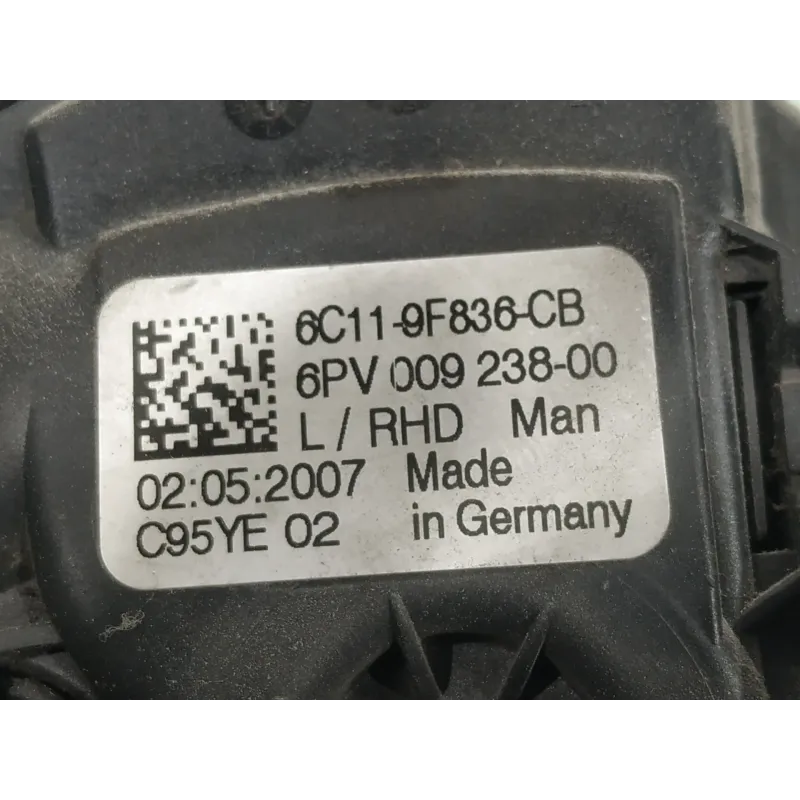 6C11-9F836-CB
6PV 009 238-00
L / RHD Man
02:05:2007 Made
C95YE 02 in Germany